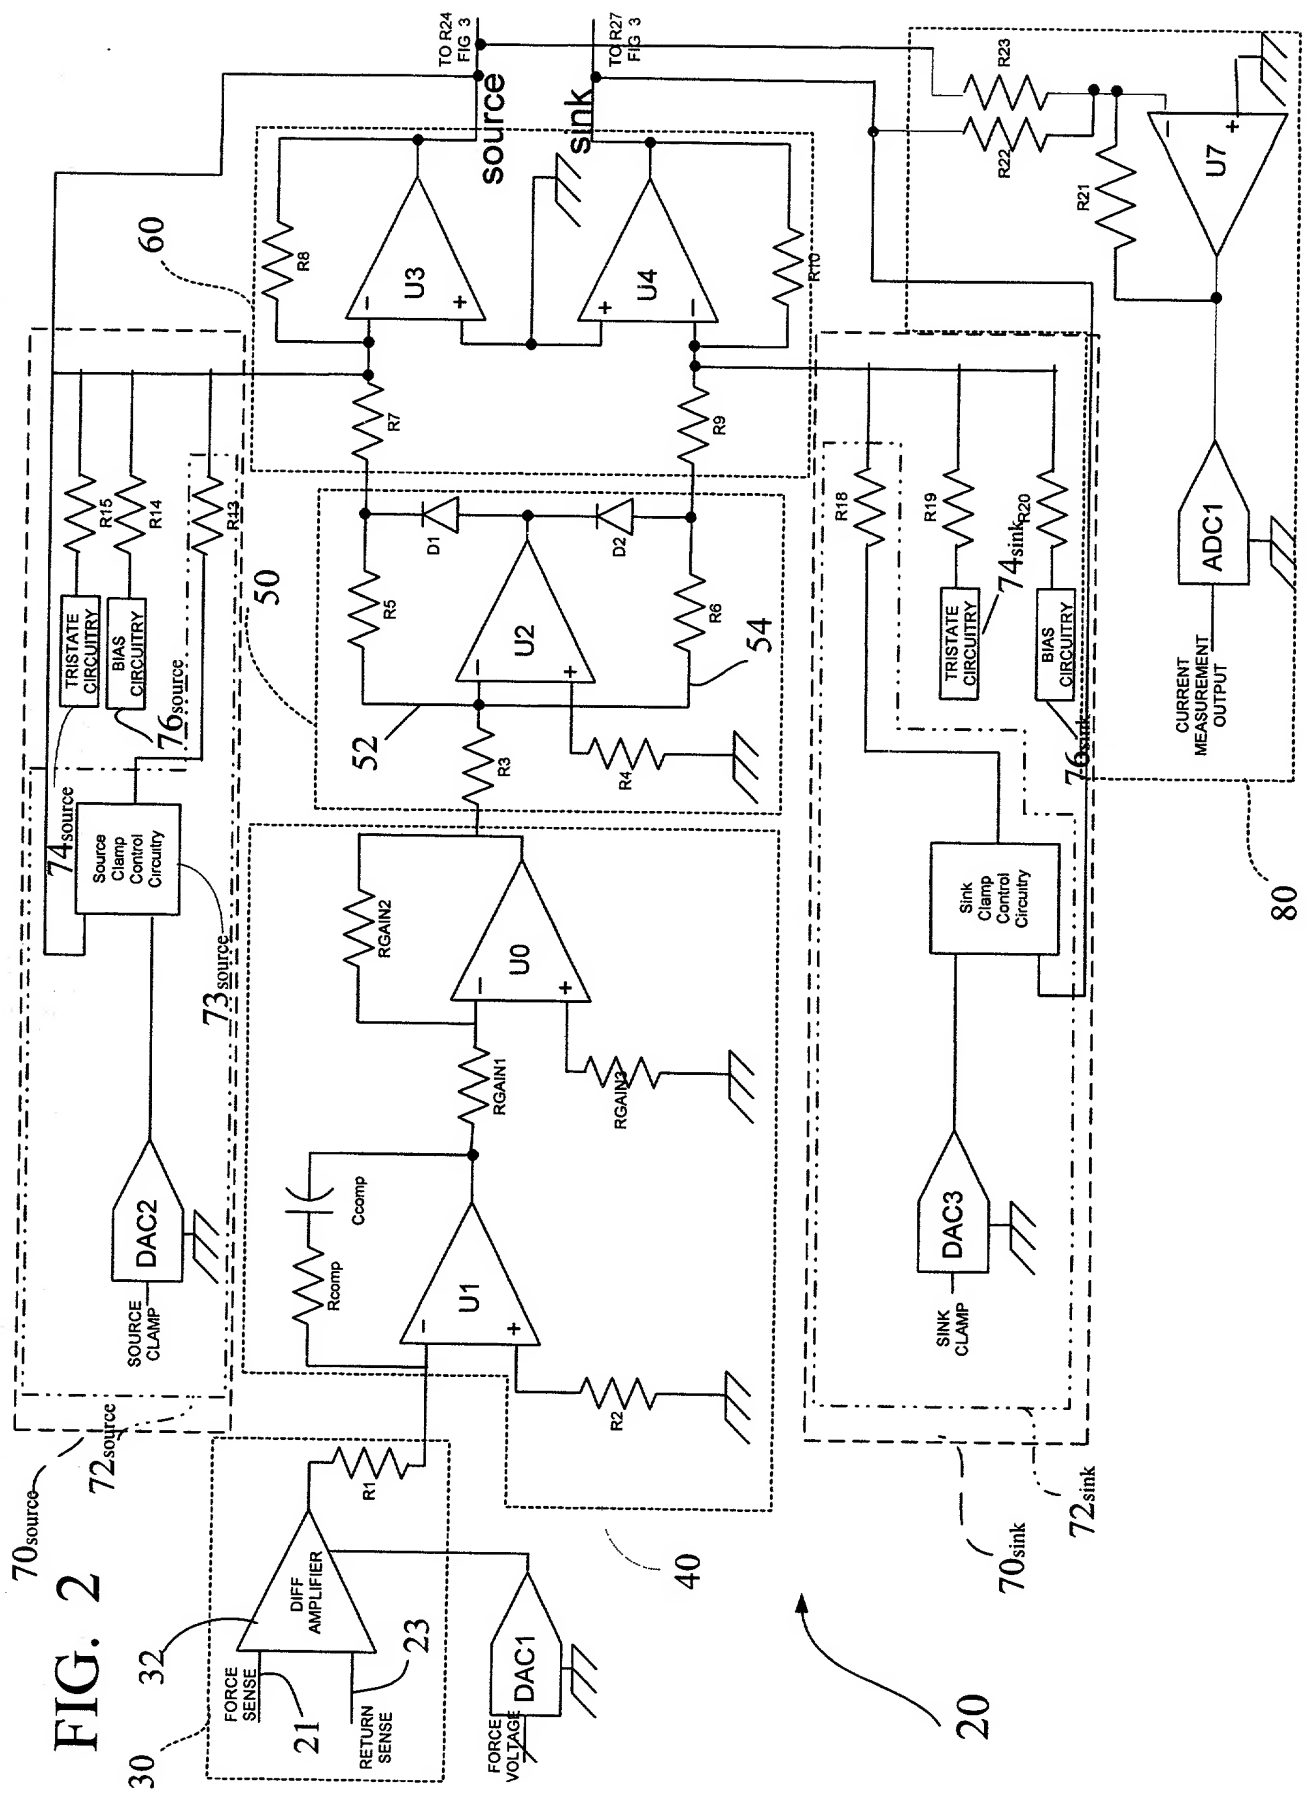 FIG. 2
TO R24
FIG 3
source
TO R27
FIG 3
sink
R23
R22
R21
U7
-
+
60
R8
U3
-
+
U4
+
-
R10
R7
R9
R15
R14
R13
TRISTATE
CIRCUITRY
BIAS
CIRCUITRY
76source
74source
Source
Clamp
Control
Circuitry
73source
DAC2
SOURCE
CLAMP
72source
70source
50
D1
D2
R5
R6
U2
-
+
52
54
R3
R4
RGAIN2
U0
-
+
RGAIN1
RGAIN3
Ccomp
Rcomp
U1
-
+
R2
R1
40
DIFF
AMPLIFIER
32
FORCE
SENSE
21
RETURN
SENSE
23
30
FORCE
VOLTAGE
DAC1
20
R18
R19
R20
74sink
TRISTATE
CIRCUITRY
BIAS
CIRCUITRY
76sink
Sink
Clamp
Control
Circuitry
DAC3
SINK
CLAMP
72sink
70sink
ADC1
CURRENT
MEASUREMENT
OUTPUT
80